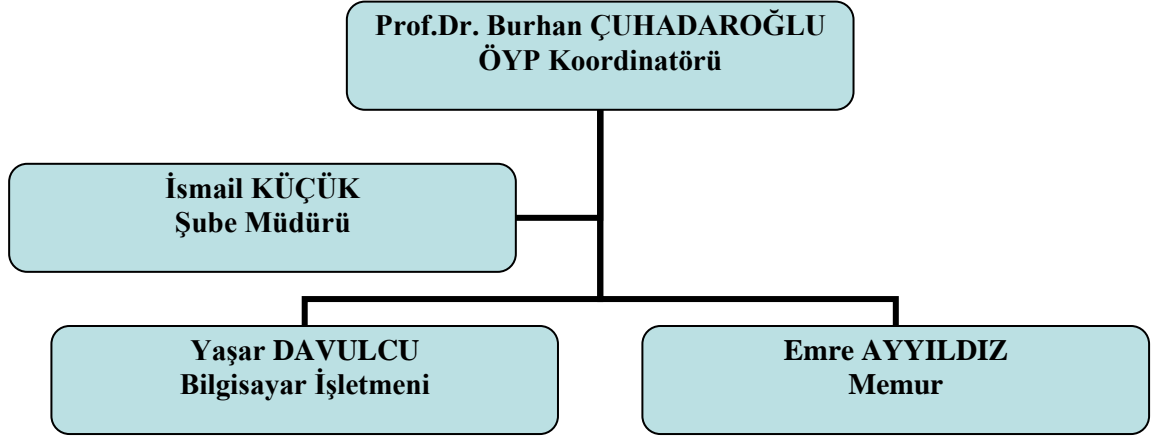 Prof.Dr. Burhan ÇUHADAROĞLU
ÖYP Koordinatörü
İsmail KÜÇÜK
Şube Müdürü
Yaşar DAVULCU
Bilgisayar İşletmeni
Emre AYYILDIZ
Memur